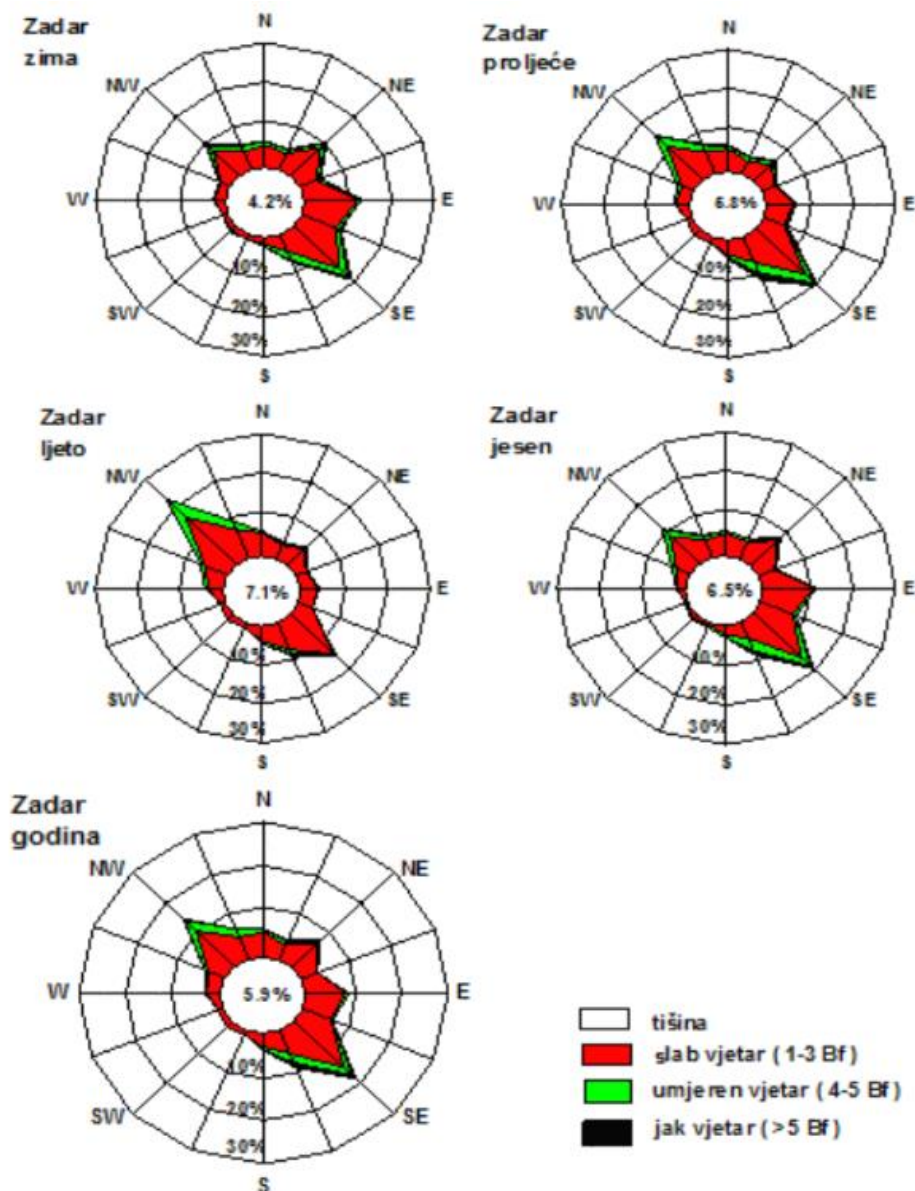 Zadar
zima
N
NW
NE
W
4.2%
E
10%
SW
20%
SE
30%
S
Zadar
proljeće
N
NW
NE
W
6.8%
E
10%
SW
20%
SE
30%
S
Zadar
ljeto
N
NW
NE
W
7.1%
E
10%
SW
20%
SE
30%
S
Zadar
jesen
N
NW
NE
W
6.5%
E
10%
SW
20%
SE
30%
S
Zadar
godina
N
NW
NE
W
5.9%
E
10%
SW
20%
SE
30%
S
tišina
slab vjetar ( 1-3 Bf)
umjeren vjetar ( 4-5 Bf)
jak vjetar ( >5 Bf)